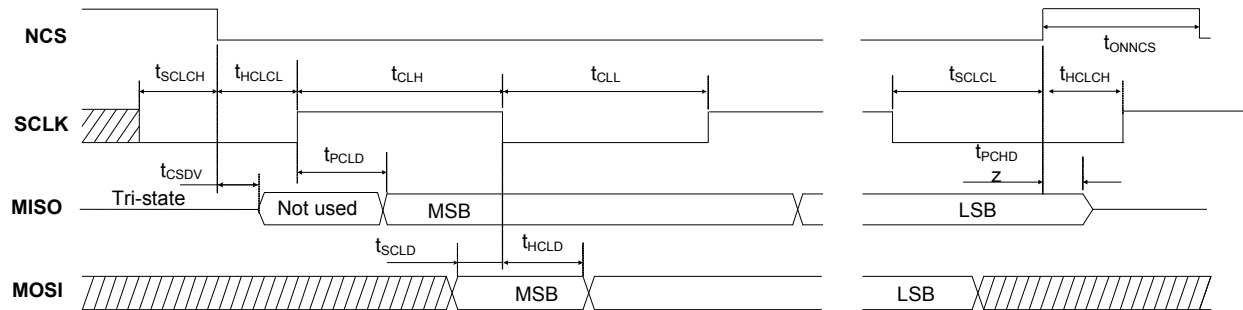 NCS
t_ONNCS
t_SCLCH
t_HCLCL
t_CLH
t_CLL
t_SCLCL
t_HCLCH
SCLK
t_PCLD
t_PCHD
z
t_CSDV
Tri-state
MISO
Not used
MSB
LSB
t_SCLD
t_HCLD
MOSI
MSB
LSB